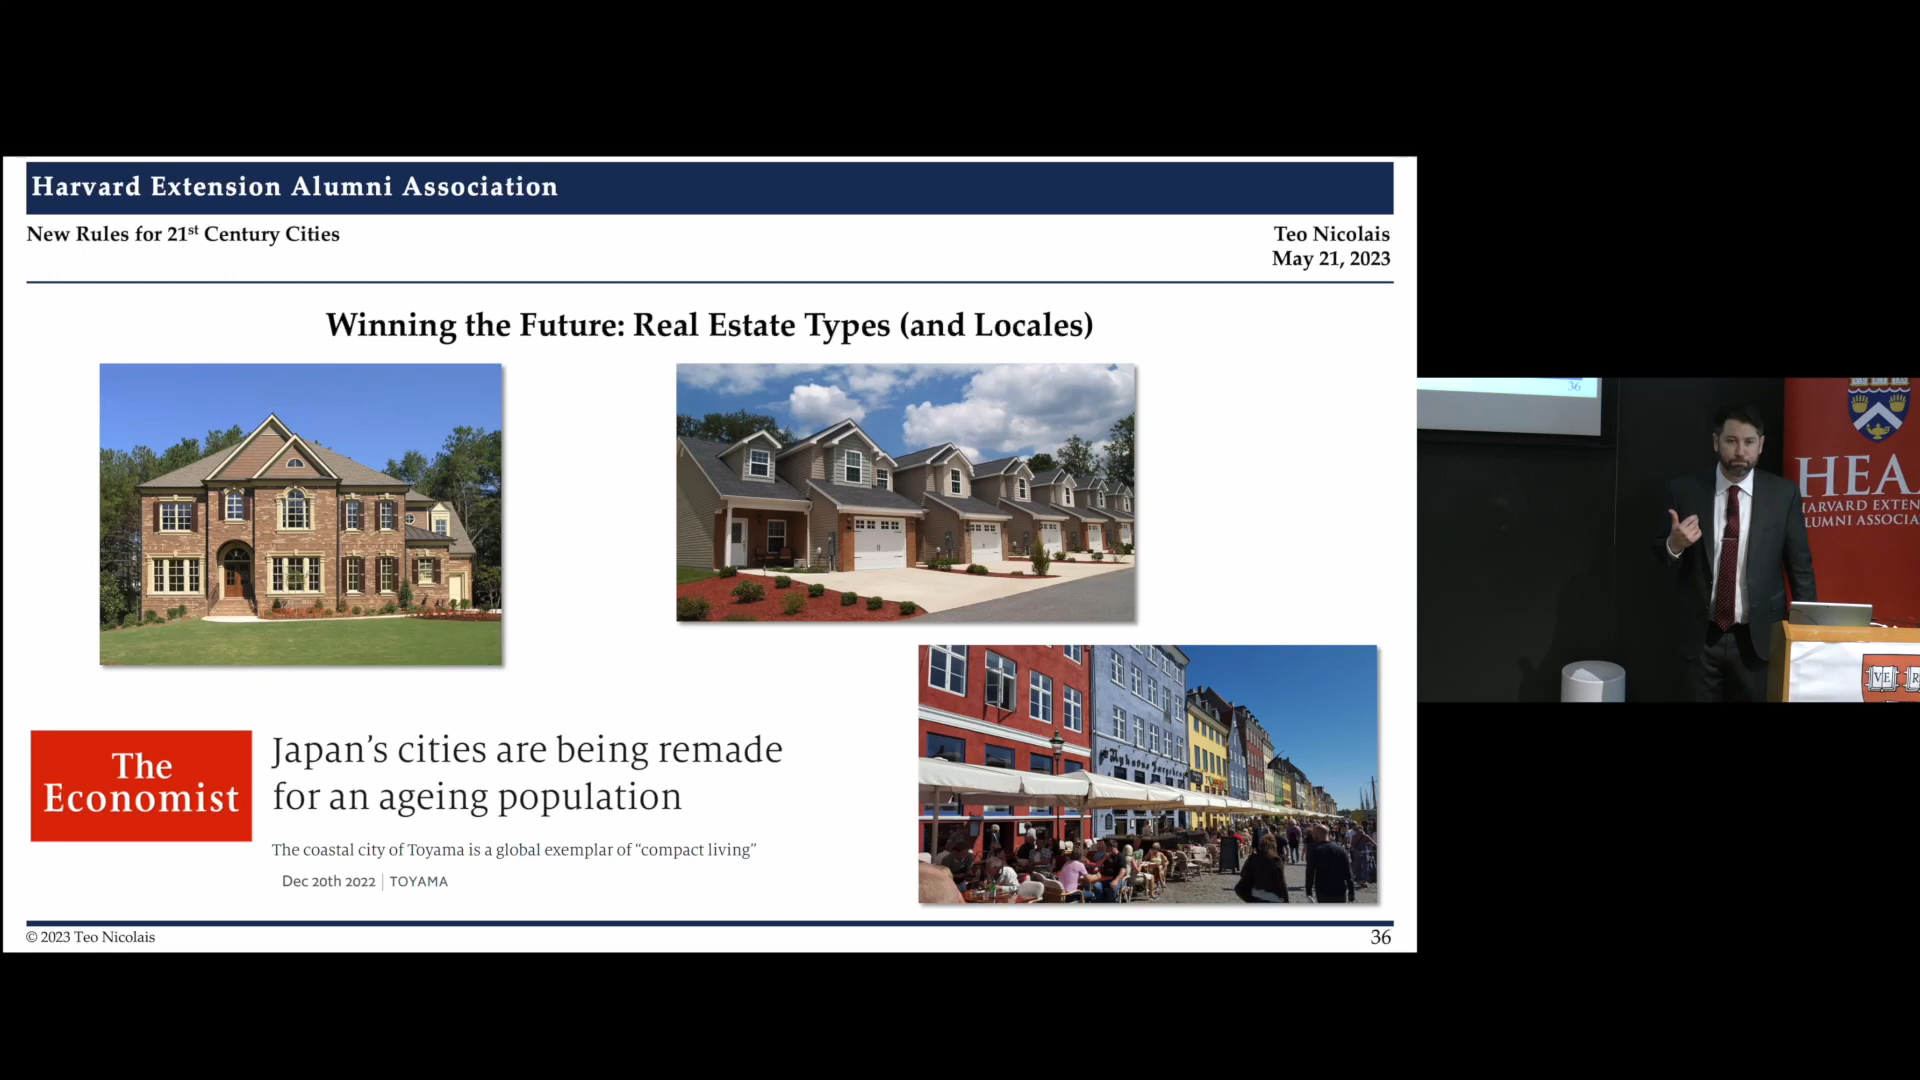 Harvard Extension Alumni Association
New Rules for 21st Century Cities
Teo Nicolais
May 21, 2023
Winning the Future: Real Estate Types (and Locales)
The
Economist
Japan's cities are being remade
for an ageing population
The coastal city of Toyama is a global exemplar of “compact living”
Dec 20th 2022 | TOYAMA
© 2023 Teo Nicolais
36
36
HEA
HARVARD EXTEN
LUMNI ASSOCIA
VE
R